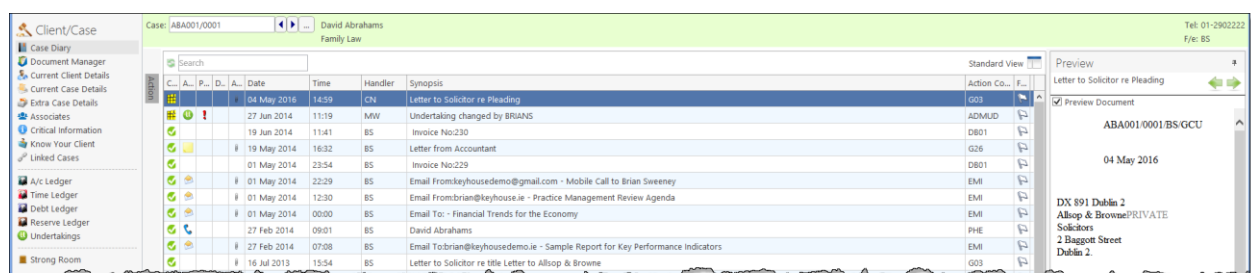 Client/Case
Case Diary
Document Manager
Current Client Details
Current Case Details
Extra Case Details
Associates
Critical Information
Know Your Client
Linked Cases
A/c Ledger
Time Ledger
Debt Ledger
Reserve Ledger
Undertakings
Strong Room
Case: ABA001/0001 ... David Abrahams
Family Law
Tel: 01-2902222
F/e: BS
Action
Search
Standard View
C... A... P... D.. A... Date Time Handler Synopsis Action Co... F...
04 May 2016 14:59 CN Letter to Solicitor re Pleading G03
27 Jun 2014 11:19 MW Undertaking changed by BRIANS ADMUD
19 Jun 2014 11:41 BS Invoice No:230 DB01
19 May 2014 16:32 BS Letter from Accountant G26
01 May 2014 23:54 BS Invoice No:229 DB01
01 May 2014 22:29 BS Email From:keyhousedemo@gmail.com - Mobile Call to Brian Sweeney EMI
01 May 2014 12:30 BS Email From:brian@keyhouse.ie - Practice Management Review Agenda EMI
01 May 2014 00:00 BS Email To: - Financial Trends for the Economy EMI
27 Feb 2014 09:01 BS David Abrahams PHE
27 Feb 2014 07:08 BS Email To:brian@keyhousedemo.ie - Sample Report for Key Performance Indicators EMI
16 Jul 2013 15:54 BS Letter to Solicitor re title Letter to Allsop & Browne G03
Preview
Letter to Solicitor re Pleading
Preview Document
ABA001/0001/BS/GCU
04 May 2016
DX 891 Dublin 2
Allsop & BrownePRIVATE
Solicitors
2 Baggott Street
Dublin 2.